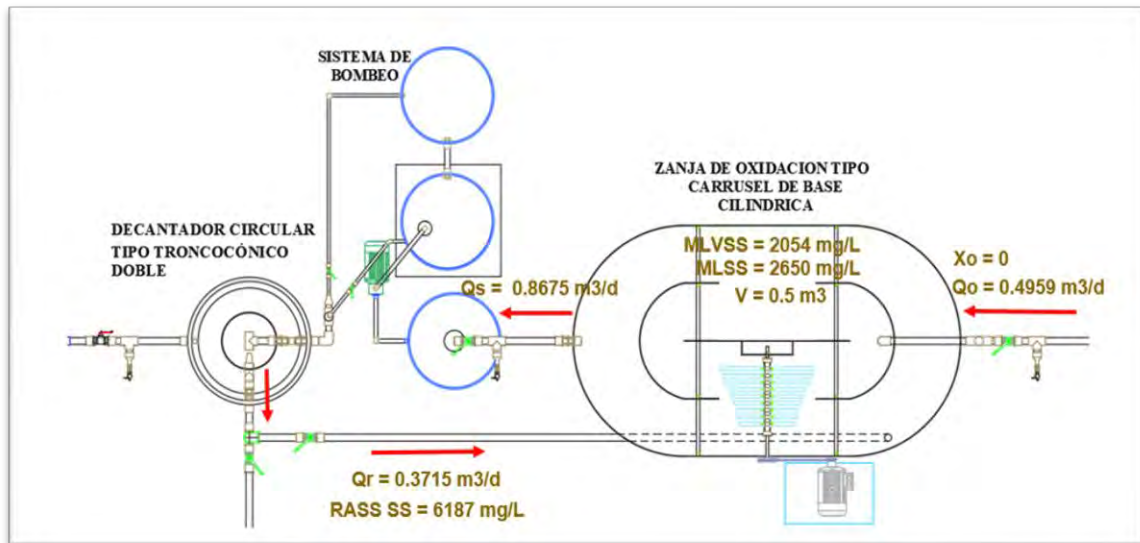 SISTEMA DE
BOMBEO
ZANJA DE OXIDACION TIPO
CARRUSEL DE BASE
CILINDRICA
DECANTADOR CIRCULAR
TIPO TRONCOCÓNICO
DOBLE
MLVSS = 2054 mg/L
MLSS = 2650 mg/L
V = 0.5 m3
Xo = 0
Qo = 0.4959 m3/d
Qs = 0.8675 m3/d
Qr = 0.3715 m3/d
RASS SS = 6187 mg/L